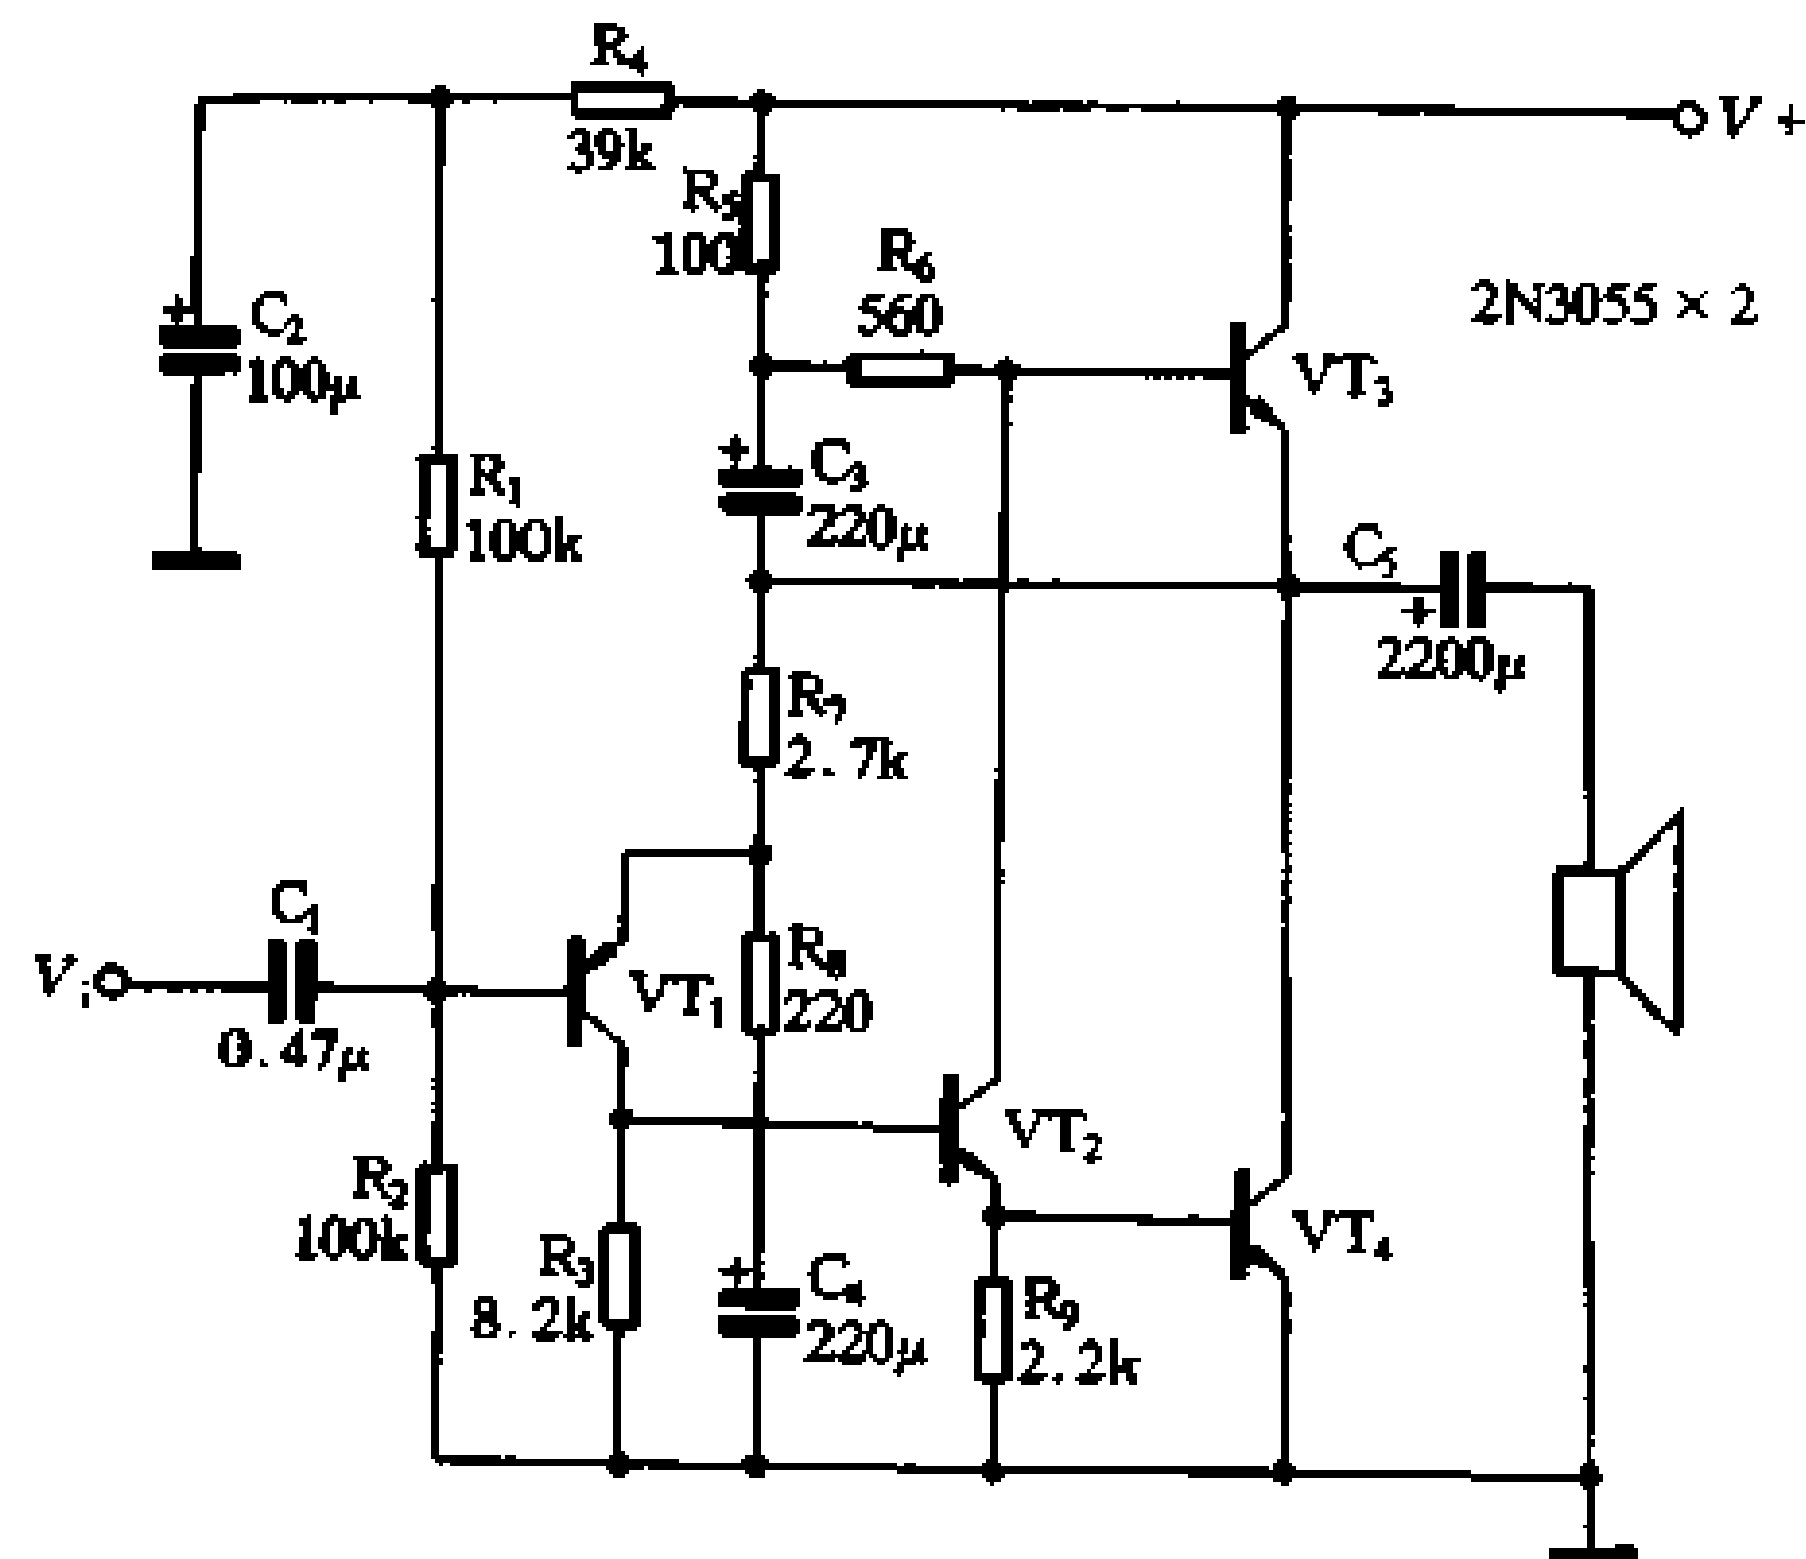 R4
39k
V +
R5
100
R6
560
2N3055 × 2
+
C2
100μ
VT3
+
C3
220μ
R1
100k
C5
+
2200μ
R7
2.7k
C1
Vi
0.47μ
VT1
R8
220
VT2
R2
100k
VT4
R3
8.2k
+
C4
220μ
R9
2.2k